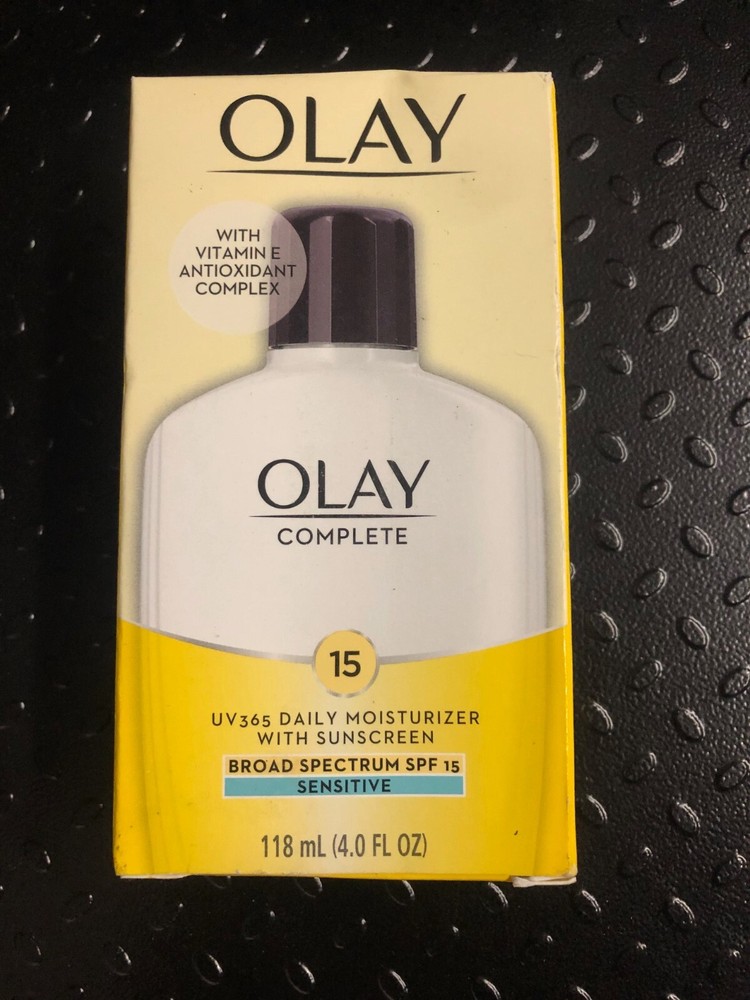 OLAY
WITH
VITAMIN E
ANTIOXIDANT
COMPLEX
OLAY
COMPLETE
15
UV365 DAILY MOISTURIZER
WITH SUNSCREEN
BROAD SPECTRUM SPF 15
SENSITIVE
118 mL (4.0 FL OZ)